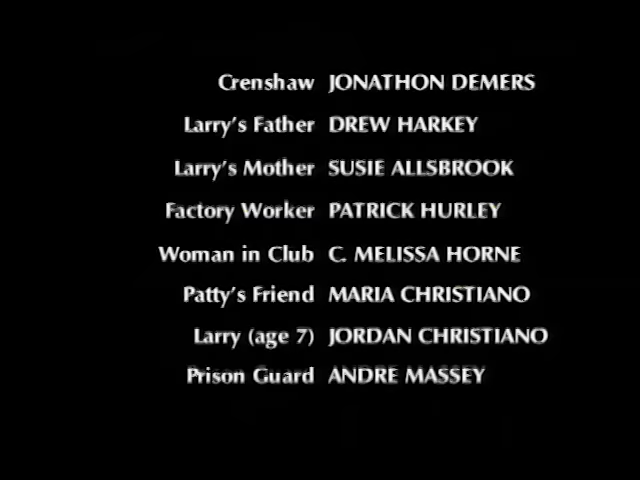 Crenshaw JONATHON DEMERS
Larry's Father DREW HARKEY
Larry's Mother SUSIE ALLSBROOK
Factory Worker PATRICK HURLEY
Woman in Club C. MELISSA HORNE
Patty's Friend MARIA CHRISTIANO
Larry (age 7) JORDAN CHRISTIANO
Prison Guard ANDRE MASSEY